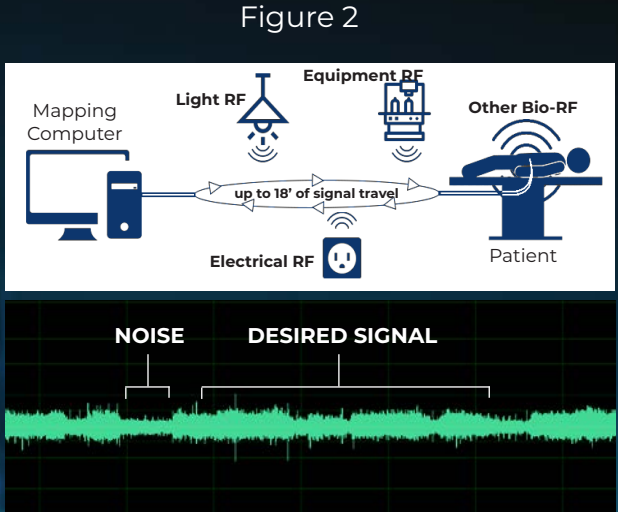 Figure 2
Equipment RF
Light RF
Mapping
Computer
Other Bio-RF
up to 18’ of signal travel
Electrical RF
Patient
NOISE
DESIRED SIGNAL